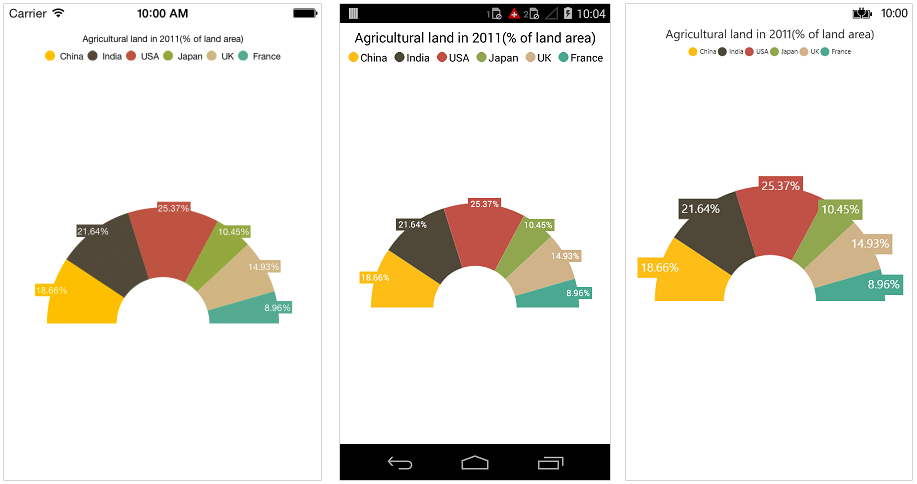 Carrier 10:00 AM
Agricultural land in 2011(% of land area)
China India USA Japan UK France
25.37%
21.64%
10.45%
14.93%
18.66%
8.96%
1 2 10:04
Agricultural land in 2011(% of land area)
China India USA Japan UK France
25.37%
21.64%
10.45%
14.93%
18.66%
8.96%
10:00
Agricultural land in 2011(% of land area)
China India USA Japan UK France
25.37%
21.64%
10.45%
14.93%
18.66%
8.96%